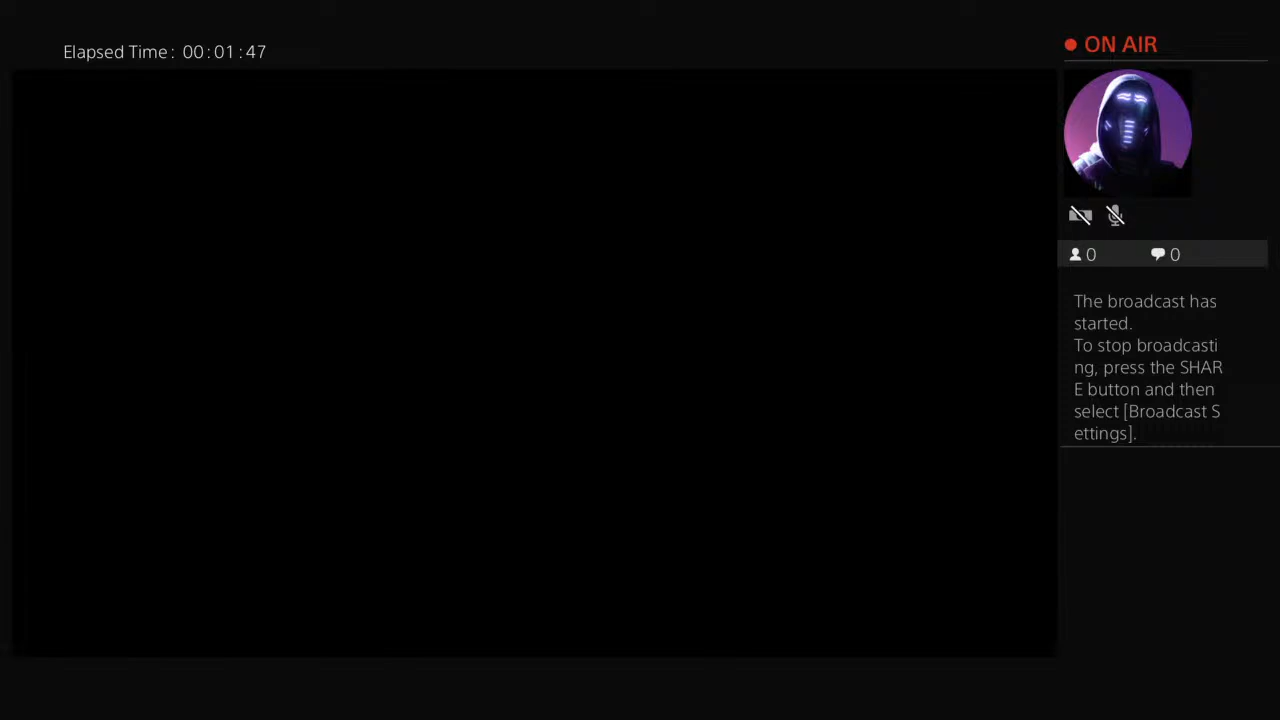 Elapsed Time: 00:01:47
ON AIR
0 0
The broadcast has
started.
To stop broadcasti
ng, press the SHAR
E button and then
select [Broadcast S
ettings].